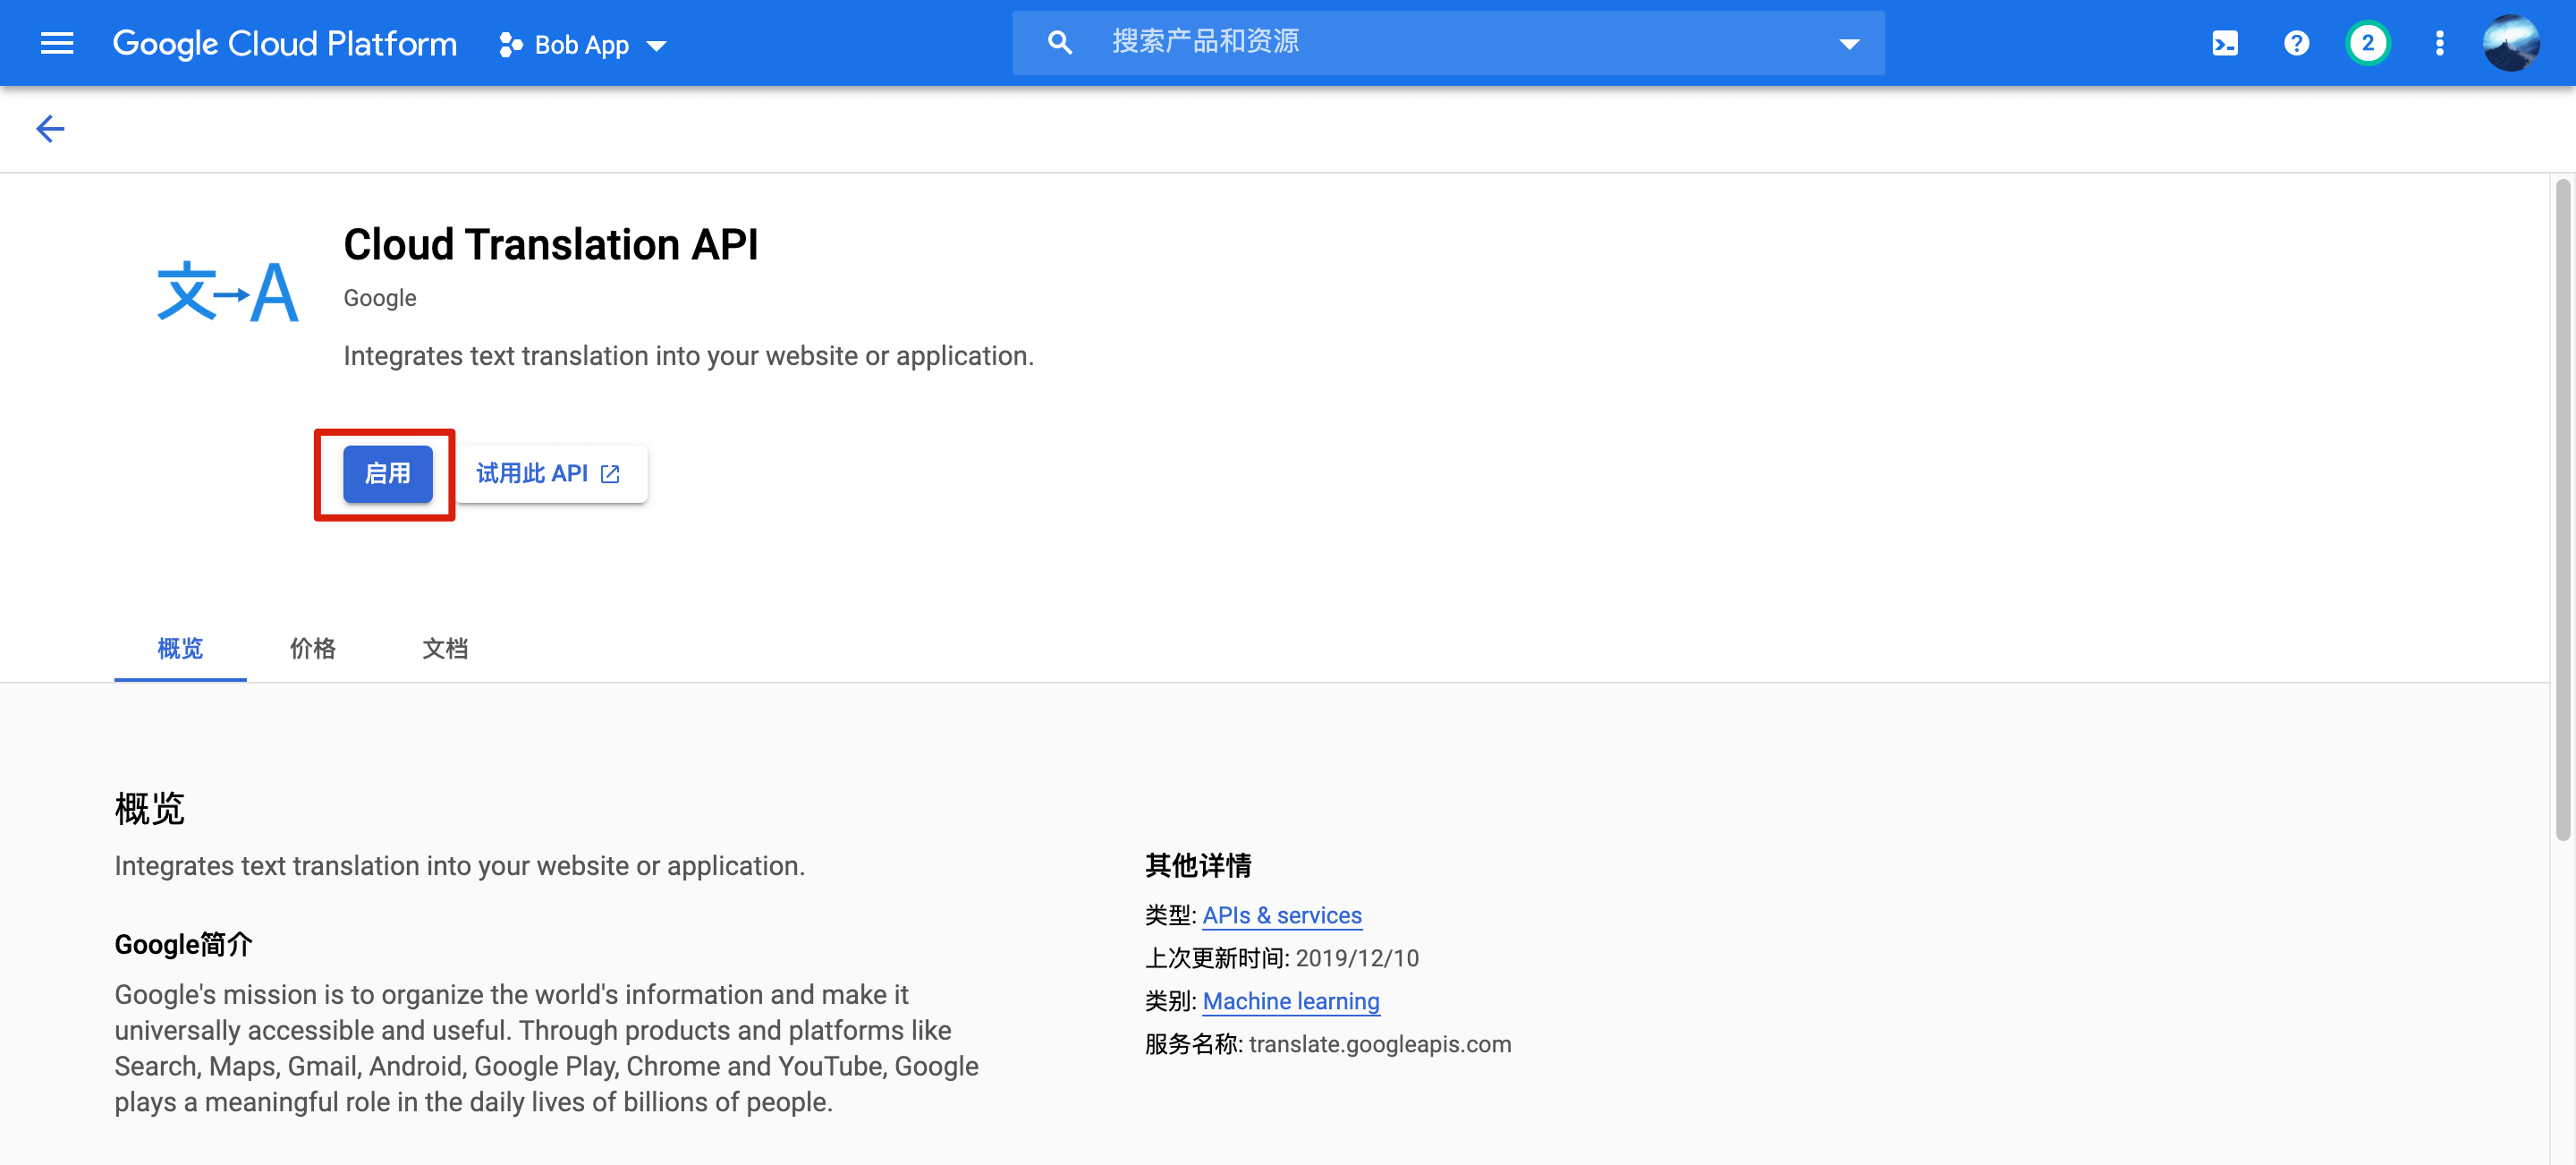 Google Cloud Platform
Bob App
搜索产品和资源
2
文→A
Cloud Translation API
Google
Integrates text translation into your website or application.
启用
试用此 API
概览
价格
文档
概览
Integrates text translation into your website or application.
Google简介
Google's mission is to organize the world's information and make it
universally accessible and useful. Through products and platforms like
Search, Maps, Gmail, Android, Google Play, Chrome and YouTube, Google
plays a meaningful role in the daily lives of billions of people.
其他详情
类型: APIs & services
上次更新时间: 2019/12/10
类别: Machine learning
服务名称: translate.googleapis.com